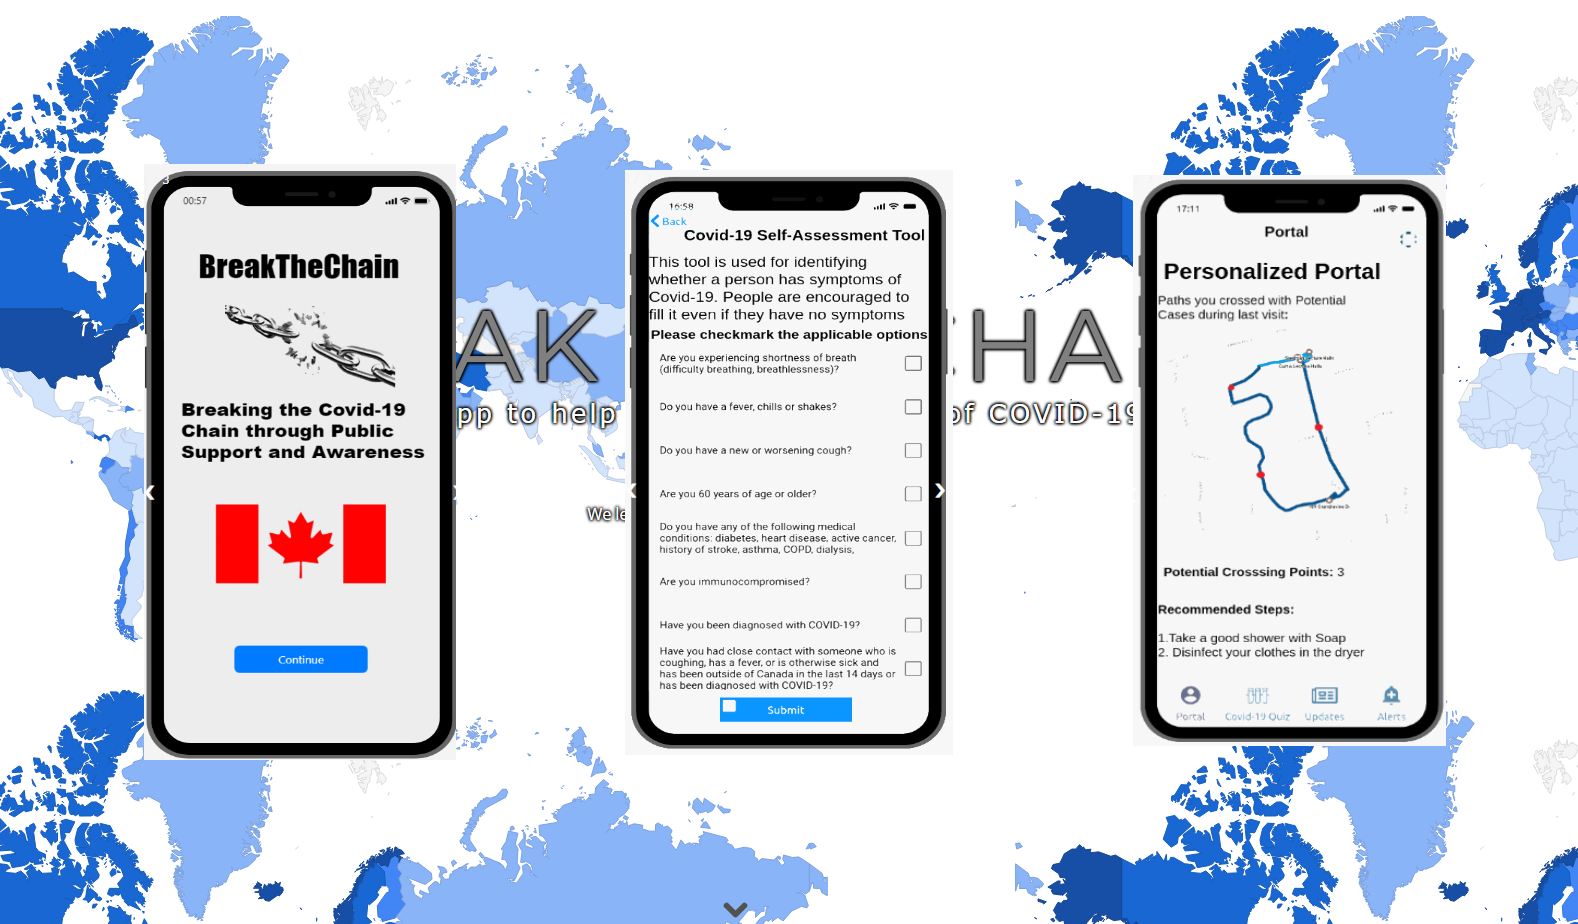 00:57
BreakTheChain
Breaking the Covid-19
Chain through Public
Support and Awareness
Continue
16:58
Back
Covid-19 Self-Assessment Tool
This tool is used for identifying
whether a person has symptoms of
Covid-19. People are encouraged to
fill it even if they have no symptoms
Please checkmark the applicable options
Are you experiencing shortness of breath
(difficulty breathing, breathlessness)?
Do you have a fever, chills or shakes?
Do you have a new or worsening cough?
Are you 60 years of age or older?
Do you have any of the following medical
conditions: diabetes, heart disease, active cancer,
history of stroke, asthma, COPD, dialysis,
Are you immunocompromised?
Have you been diagnosed with COVID-19?
Have you had close contact with someone who is
coughing, has a fever, or is otherwise sick and
has been outside of Canada in the last 14 days or
has been diagnosed with COVID-19?
Submit
17:11
Portal
Personalized Portal
Paths you crossed with Potential
Cases during last visit:
Potential Crosssing Points: 3
Recommended Steps:
1.Take a good shower with Soap
2. Disinfect your clothes in the dryer
Portal
Covid-19 Quiz
Updates
Alerts
AK CHA
pp to help of COVID-19
We le